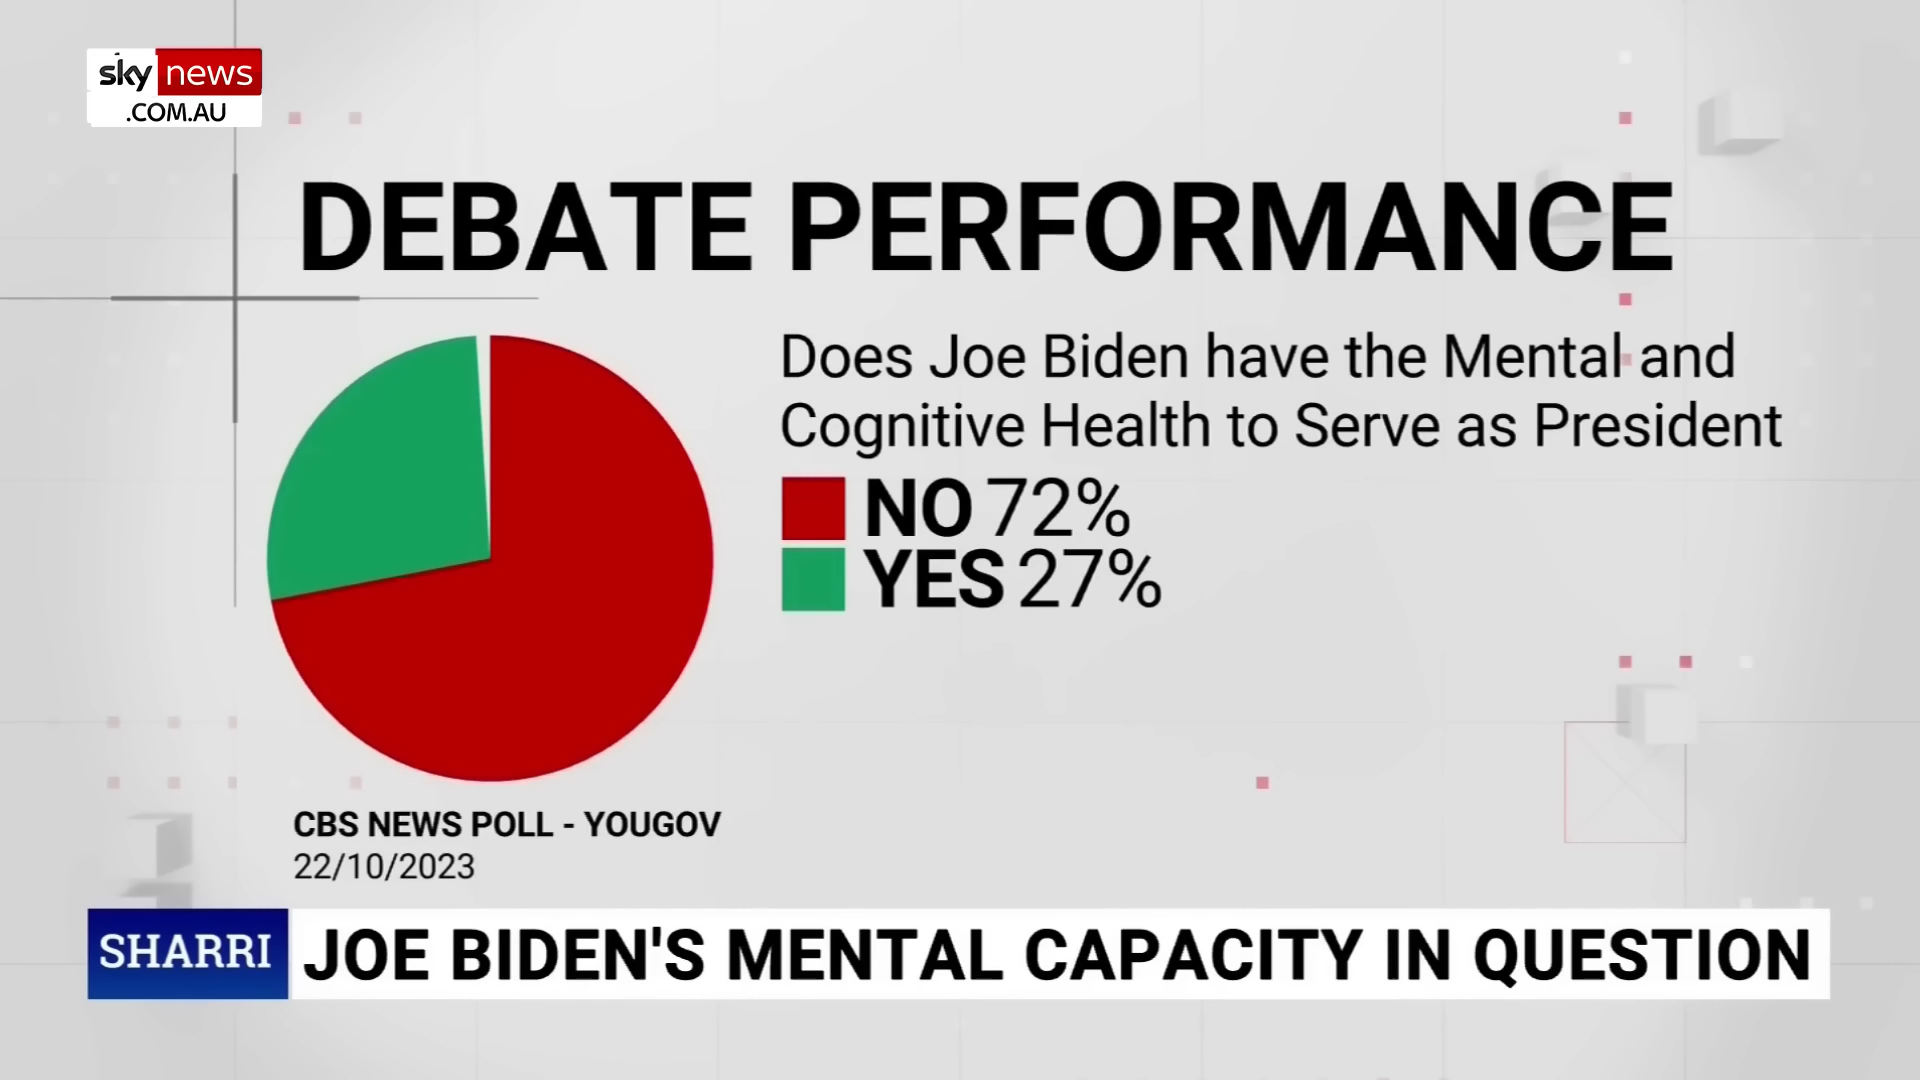 sky news
.COM.AU
DEBATE PERFORMANCE
Does Joe Biden have the Mental and
Cognitive Health to Serve as President
NO 72%
YES 27%
CBS NEWS POLL - YOUGOV
22/10/2023
SHARRI JOE BIDEN'S MENTAL CAPACITY IN QUESTION